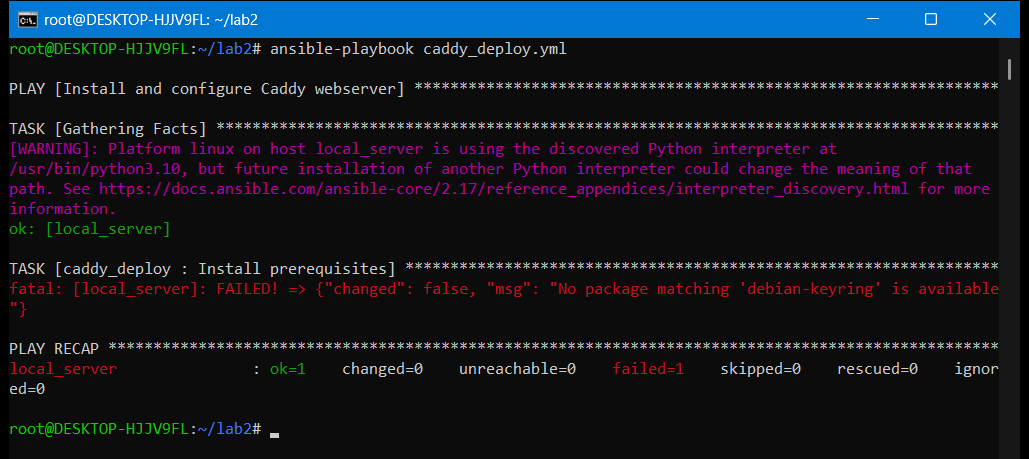 root@DESKTOP-HJJV9FL: ~/lab2
root@DESKTOP-HJJV9FL:~/lab2# ansible-playbook caddy_deploy.yml
PLAY [Install and configure Caddy webserver] *****************************************************************
TASK [Gathering Facts] ***************************************************************************************
[WARNING]: Platform linux on host local_server is using the discovered Python interpreter at
/usr/bin/python3.10, but future installation of another Python interpreter could change the meaning of that
path. See https://docs.ansible.com/ansible-core/2.17/reference_appendices/interpreter_discovery.html for more
information.
ok: [local_server]
TASK [caddy_deploy : Install prerequisites] ******************************************************************
fatal: [local_server]: FAILED! => {"changed": false, "msg": "No package matching 'debian-keyring' is available
"}
PLAY RECAP ***************************************************************************************************
local_server               : ok=1    changed=0    unreachable=0    failed=1    skipped=0    rescued=0    ignor
ed=0
root@DESKTOP-HJJV9FL:~/lab2#